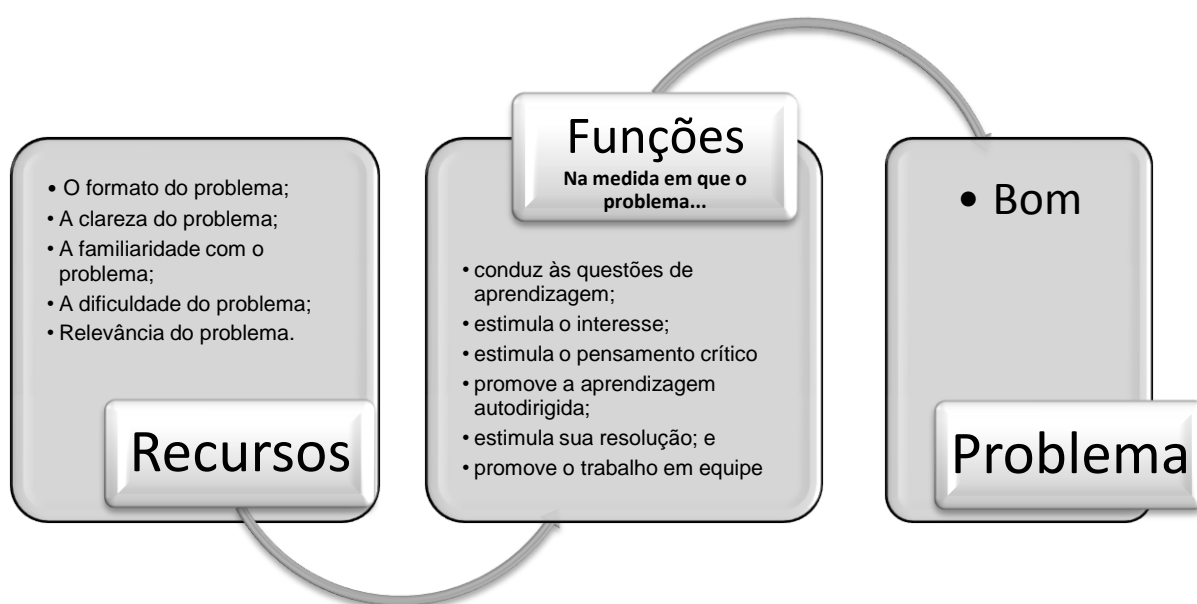 • O formato do problema;
• A clareza do problema;
• A familiaridade com o
problema;
• A dificuldade do problema;
• Relevância do problema.
Recursos
Funções
Na medida em que o
problema...
• conduz às questões de
aprendizagem;
• estimula o interesse;
• estimula o pensamento crítico
• promove a aprendizagem
autodirigida;
• estimula sua resolução; e
• promove o trabalho em equipe
• Bom
Problema